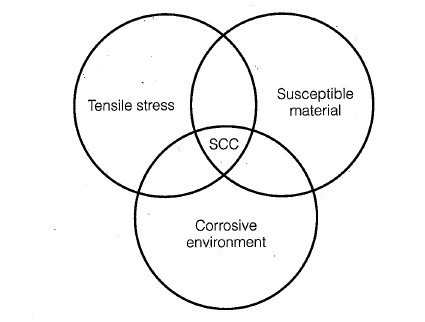 Tensile stress
Susceptible
material
SCC
Corrosive
environment